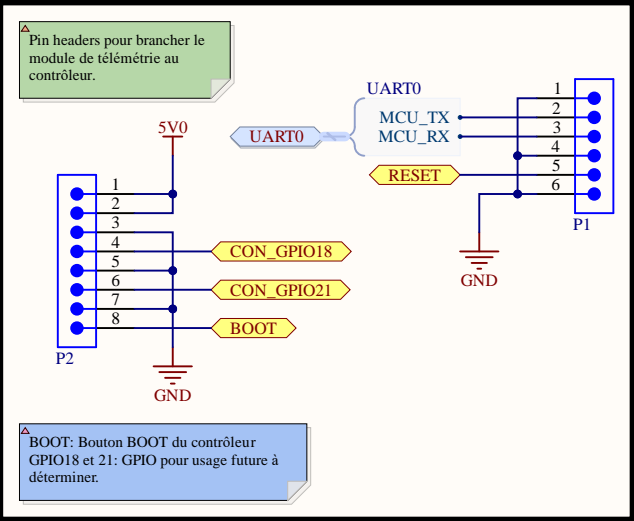 Pin headers pour brancher le
module de télémétrie au
contrôleur.
UART0
MCU_TX
MCU_RX
UART0
RESET
1
2
3
4
5
6
P1
GND
5V0
1
2
3
4
5
6
7
8
CON_GPIO18
CON_GPIO21
BOOT
P2
GND
BOOT: Bouton BOOT du contrôleur
GPIO18 et 21: GPIO pour usage future à
déterminer.